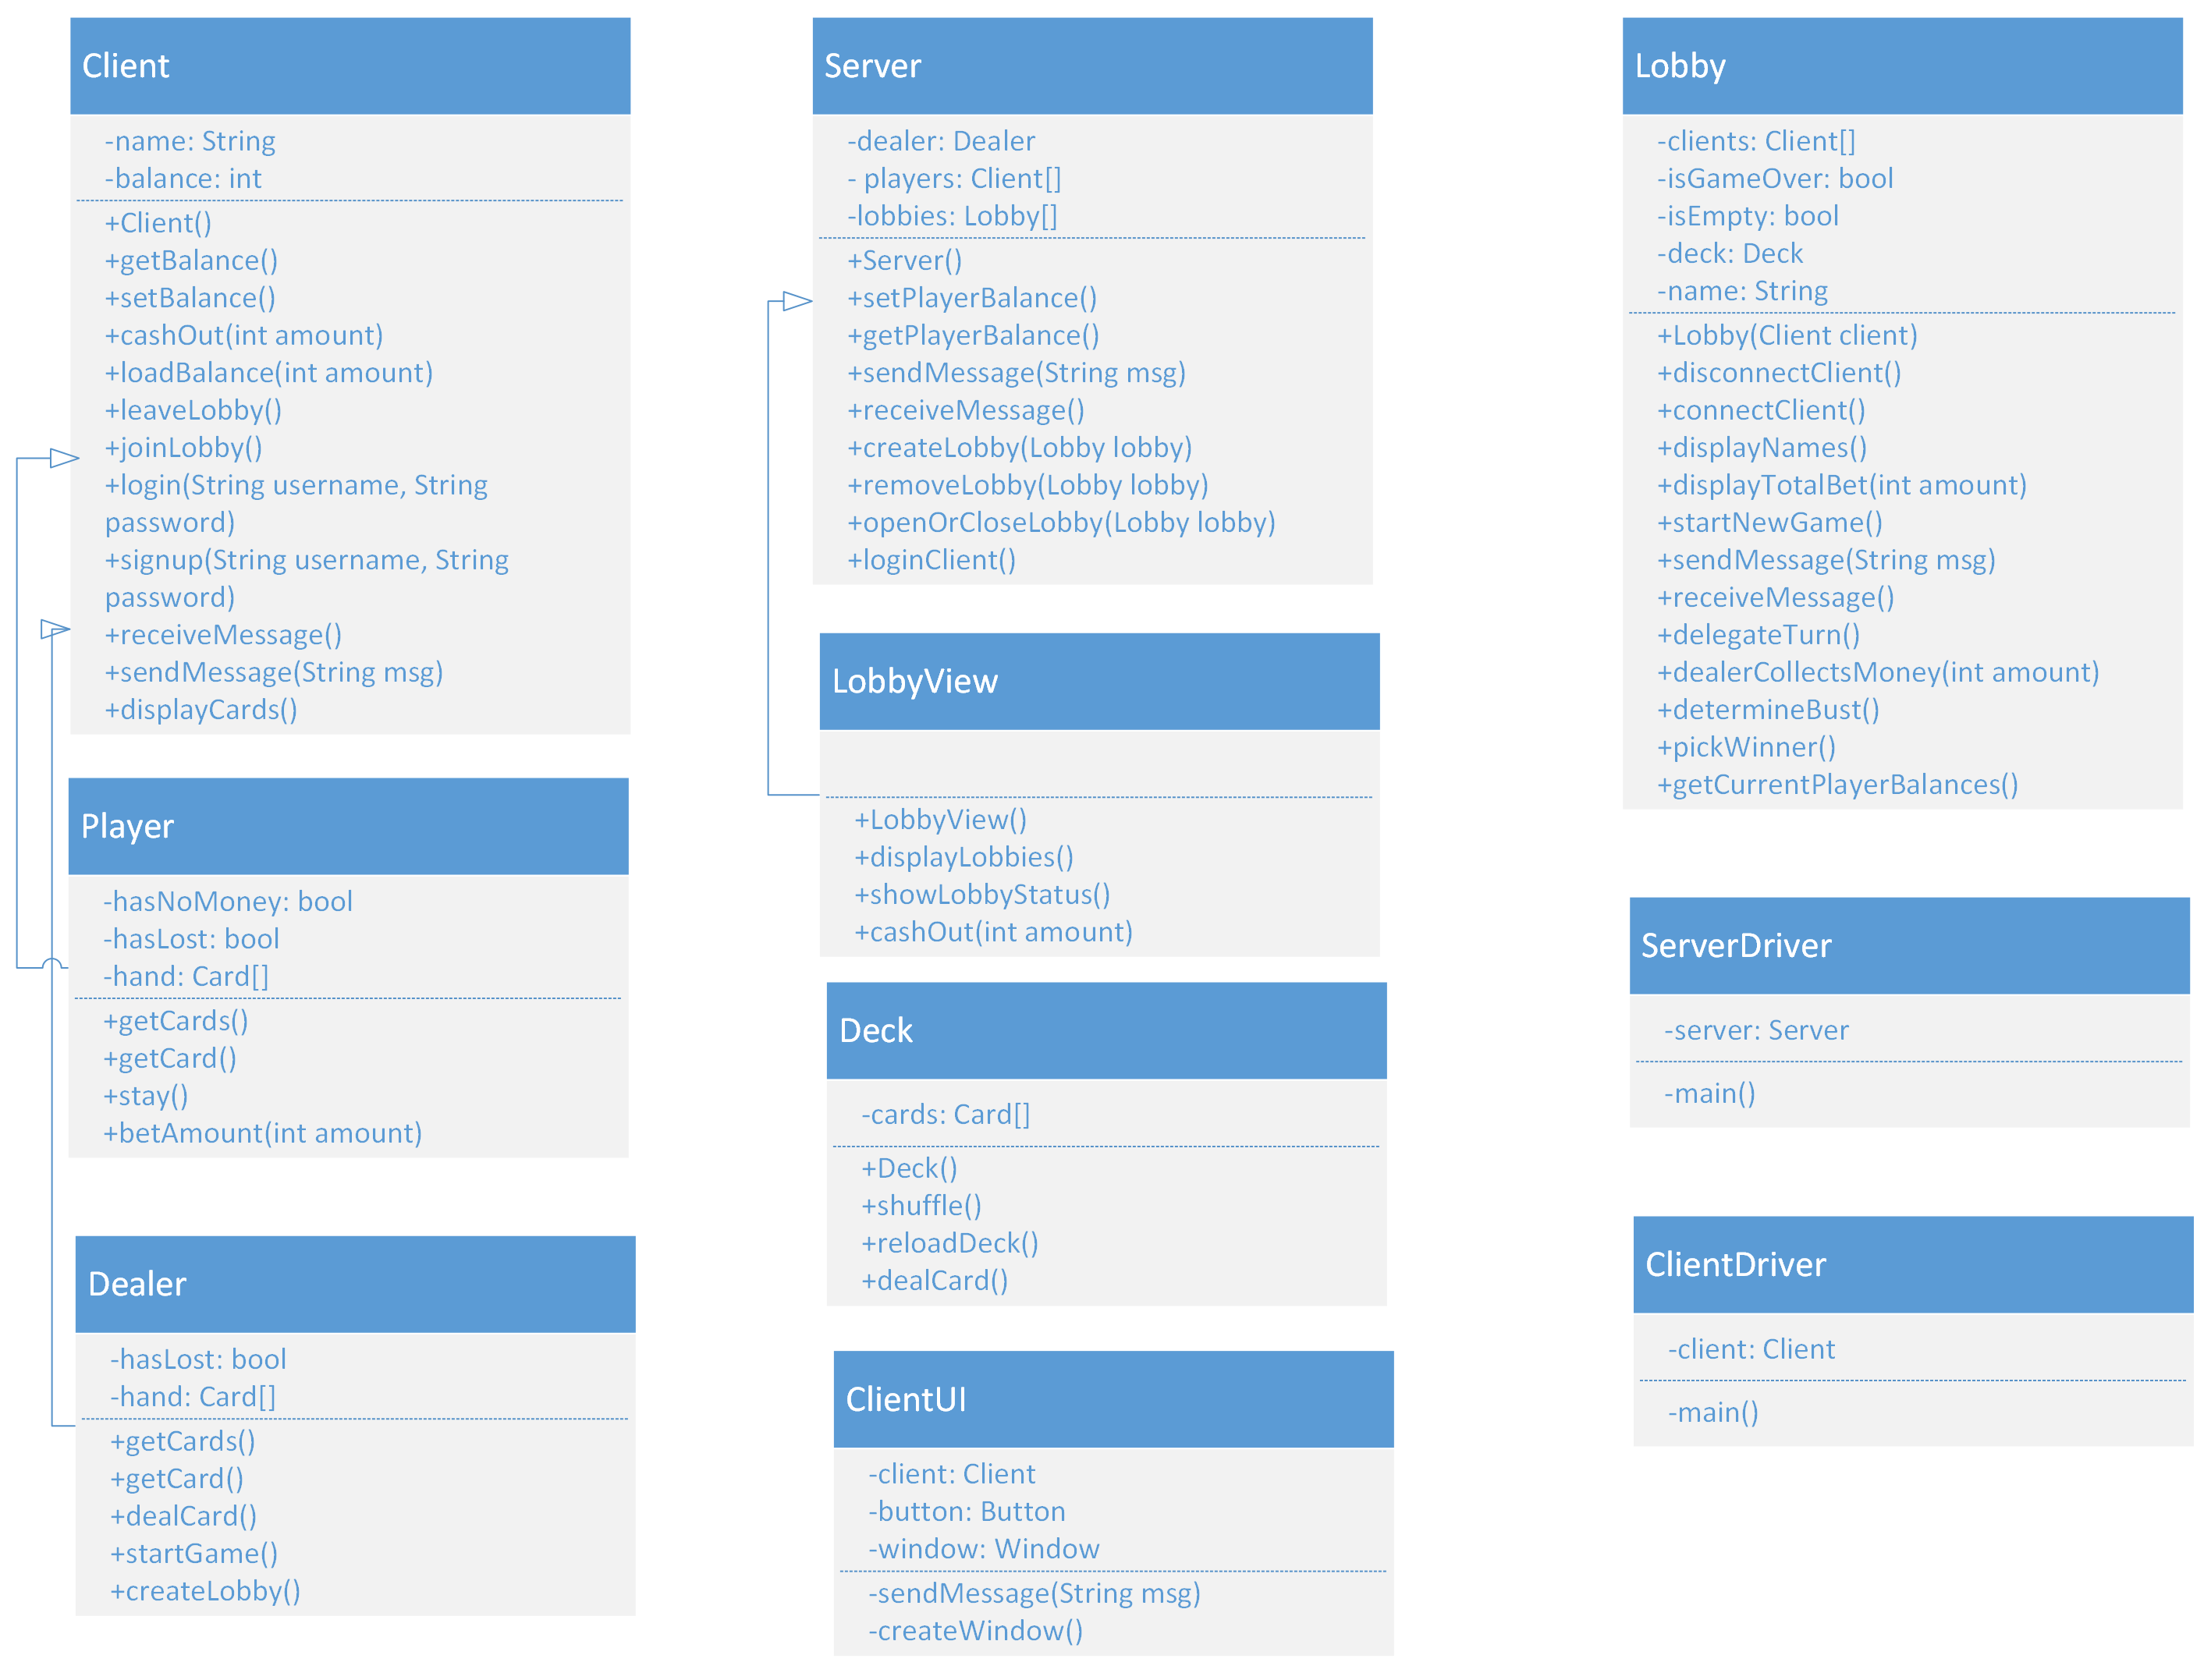 Client
-name: String
-balance: int
+Client()
+getBalance()
+setBalance()
+cashOut(int amount)
+loadBalance(int amount)
+leaveLobby()
+joinLobby()
+login(String username, String
password)
+signup(String username, String
password)
+receiveMessage()
+sendMessage(String msg)
+displayCards()
Player
-hasNoMoney: bool
-hasLost: bool
-hand: Card[]
+getCards()
+getCard()
+stay()
+betAmount(int amount)
Dealer
-hasLost: bool
-hand: Card[]
+getCards()
+getCard()
+dealCard()
+startGame()
+createLobby()
Server
-dealer: Dealer
- players: Client[]
-lobbies: Lobby[]
+Server()
+setPlayerBalance()
+getPlayerBalance()
+sendMessage(String msg)
+receiveMessage()
+createLobby(Lobby lobby)
+removeLobby(Lobby lobby)
+openOrCloseLobby(Lobby lobby)
+loginClient()
LobbyView
+LobbyView()
+displayLobbies()
+showLobbyStatus()
+cashOut(int amount)
Deck
-cards: Card[]
+Deck()
+shuffle()
+reloadDeck()
+dealCard()
ClientUI
-client: Client
-button: Button
-window: Window
-sendMessage(String msg)
-createWindow()
Lobby
-clients: Client[]
-isGameOver: bool
-isEmpty: bool
-deck: Deck
-name: String
+Lobby(Client client)
+disconnectClient()
+connectClient()
+displayNames()
+displayTotalBet(int amount)
+startNewGame()
+sendMessage(String msg)
+receiveMessage()
+delegateTurn()
+dealerCollectsMoney(int amount)
+determineBust()
+pickWinner()
+getCurrentPlayerBalances()
ServerDriver
-server: Server
-main()
ClientDriver
-client: Client
-main()